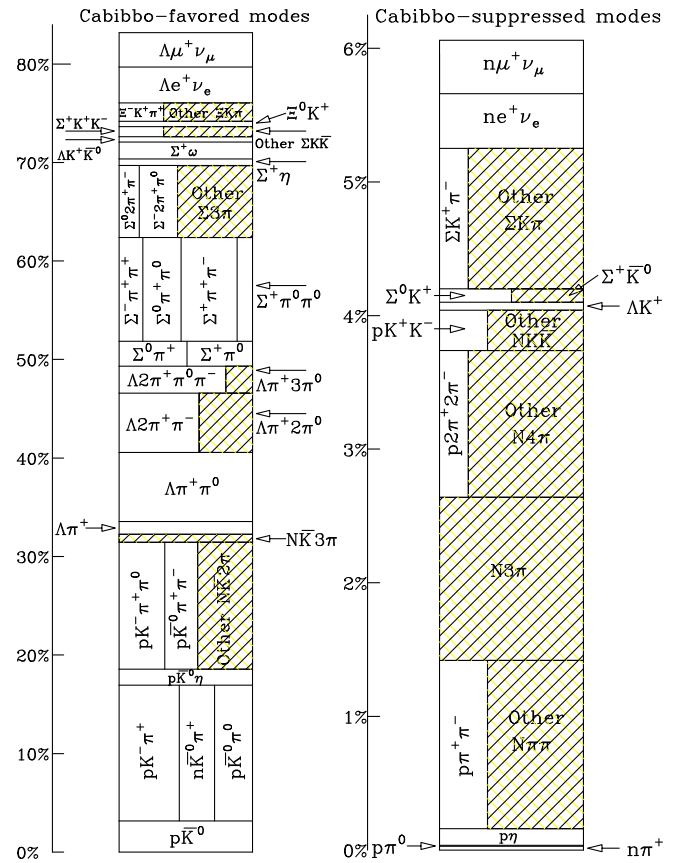 Cabibbo-favored modes
80%
Λμ⁺ν_μ
Λe⁺ν_e
Ξ⁻K⁺π⁺
Other ΞKπ
Ξ⁰K⁺
Σ⁺K⁺K⁻
Other ΣKK̅
ΛK⁺K̅⁰
Σ⁺ω
70%
Σ⁺η
Σ⁰2π⁺π⁻
Σ⁻2π⁺π⁰
Other
Σ3π
60%
Σ⁻π⁺π⁺
Σ⁰π⁺π⁰
Σ⁺π⁺π⁻
Σ⁺π⁰π⁰
50%
Σ⁰π⁺
Σ⁺π⁰
Λ2π⁺π⁰π⁻
Λπ⁺3π⁰
Λ2π⁺π⁻
Λπ⁺2π⁰
40%
Λπ⁺π⁰
Λπ⁺
NK̅3π
30%
pK⁻π⁺π⁰
pK̅⁰π⁺π⁻
Other NK̅2π
20%
pK̅⁰η
10%
pK⁻π⁺
nK̅⁰π⁺
pK̅⁰π⁰
pK̅⁰
0%
Cabibbo-suppressed modes
6%
nμ⁺ν_μ
ne⁺ν_e
5%
ΣK⁺π⁻
Other
ΣKπ
Σ⁺K̅⁰
Σ⁰K⁺
ΛK⁺
4%
pK⁺K⁻
Other
NKK̅
p2π⁺2π⁻
Other
N4π
3%
N3π
2%
1%
pπ⁺π⁻
Other
Nππ
pη
0%
pπ⁰
nπ⁺